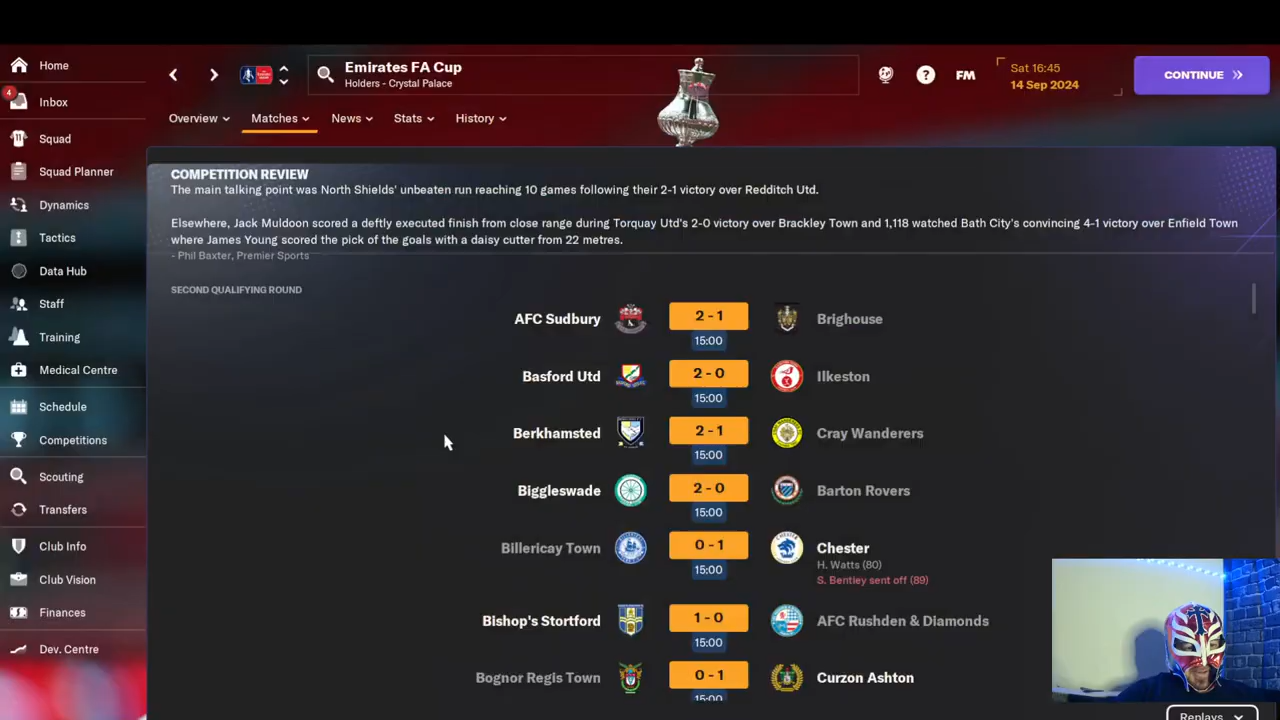 Home
4
Inbox
Squad
Squad Planner
Dynamics
Tactics
Data Hub
Staff
Training
Medical Centre
Schedule
Competitions
Scouting
Transfers
Club Info
Club Vision
Finances
Dev. Centre
Emirates FA Cup
Holders - Crystal Palace
?
FM
Sat 16:45
14 Sep 2024
CONTINUE
Overview
Matches
News
Stats
History
COMPETITION REVIEW
The main talking point was North Shields' unbeaten run reaching 10 games following their 2-1 victory over Redditch Utd.
Elsewhere, Jack Muldoon scored a deftly executed finish from close range during Torquay Utd's 2-0 victory over Brackley Town and 1,118 watched Bath City's convincing 4-1 victory over Enfield Town
where James Young scored the pick of the goals with a daisy cutter from 22 metres.
- Phil Baxter, Premier Sports
SECOND QUALIFYING ROUND
AFC Sudbury 2 - 1 Brighouse
15:00
Basford Utd 2 - 0 Ilkeston
15:00
Berkhamsted 2 - 1 Cray Wanderers
15:00
Biggleswade 2 - 0 Barton Rovers
15:00
Billericay Town 0 - 1 Chester
H. Watts (80)
15:00
S. Bentley sent off (89)
Bishop's Stortford 1 - 0 AFC Rushden & Diamonds
15:00
Bognor Regis Town 0 - 1 Curzon Ashton
15:00
Replays